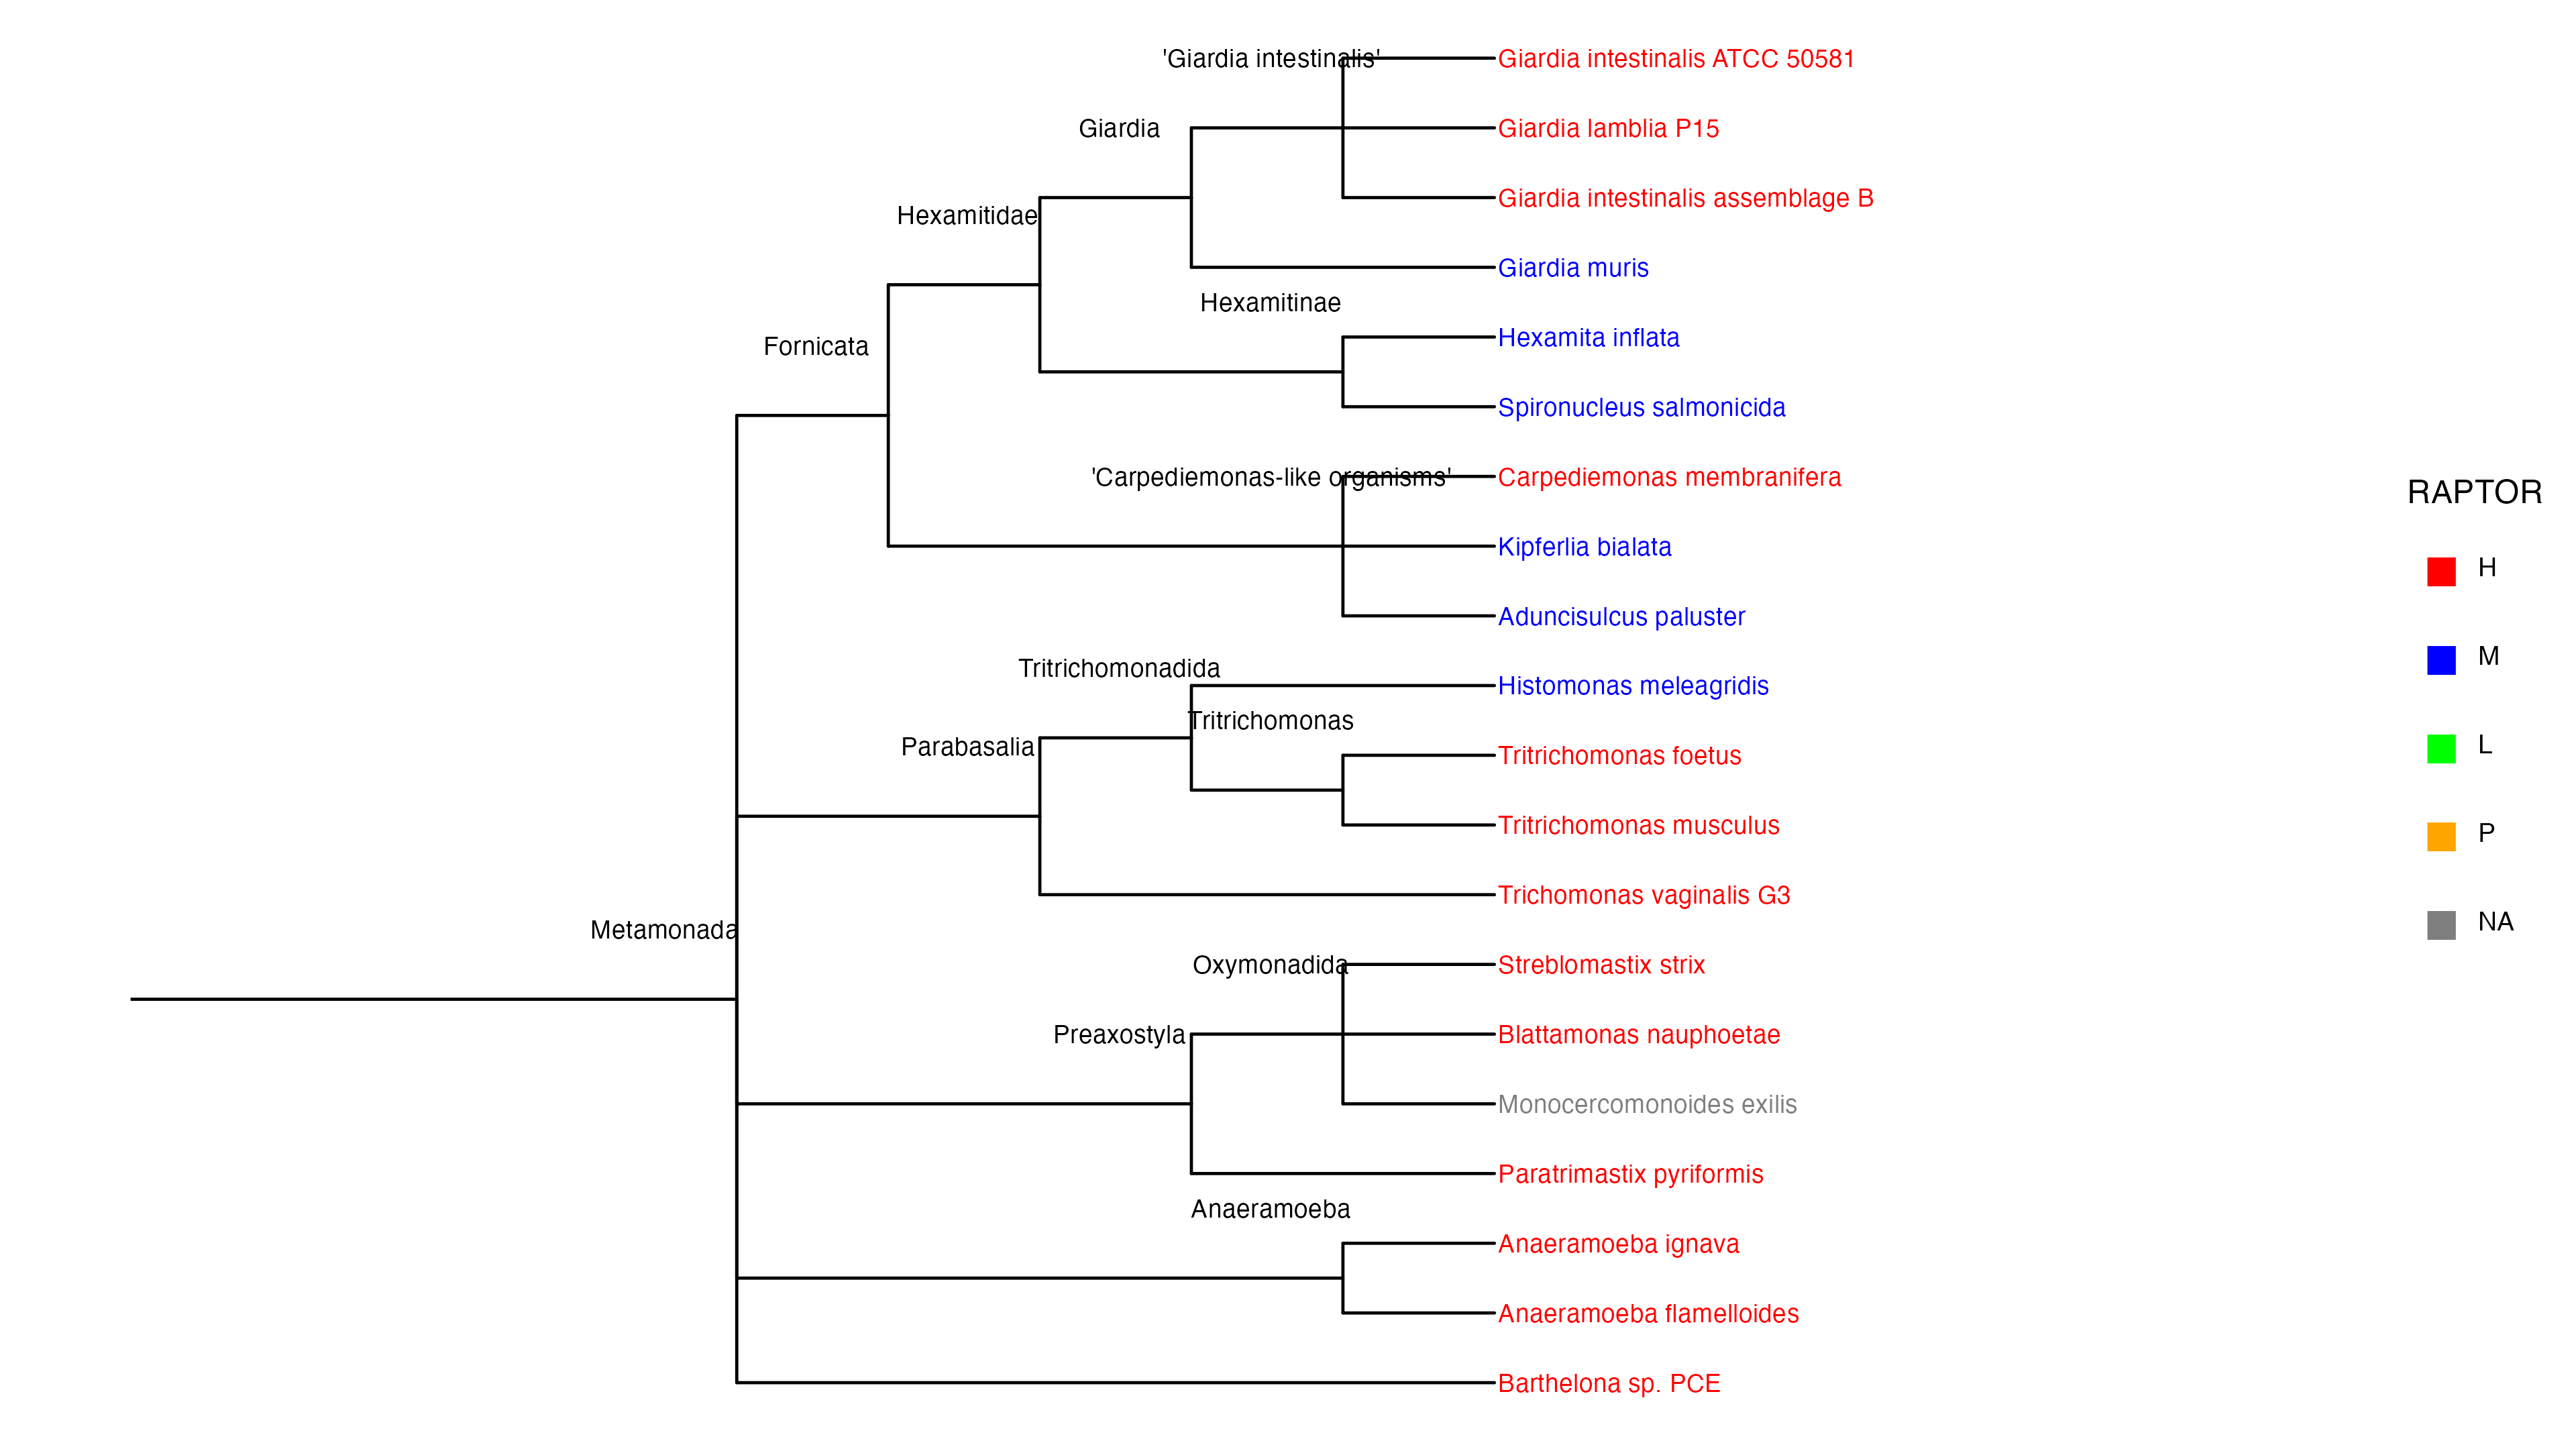 'Giardia intestinalis'
Giardia intestinalis ATCC 50581
Giardia
Giardia lamblia P15
Giardia intestinalis assemblage B
Hexamitidae
Giardia muris
Hexamitinae
Hexamita inflata
Fornicata
Spironucleus salmonicida
'Carpediemonas-like organisms'
Carpediemonas membranifera
Kipferlia bialata
Aduncisulcus paluster
Tritrichomonadida
Histomonas meleagridis
Tritrichomonas
Parabasalia
Tritrichomonas foetus
Tritrichomonas musculus
Trichomonas vaginalis G3
Metamonada
Oxymonadida
Streblomastix strix
Preaxostyla
Blattamonas nauphoetae
Monocercomonoides exilis
Paratrimastix pyriformis
Anaeramoeba
Anaeramoeba ignava
Anaeramoeba flamelloides
Barthelona sp. PCE
RAPTOR
H
M
L
P
NA